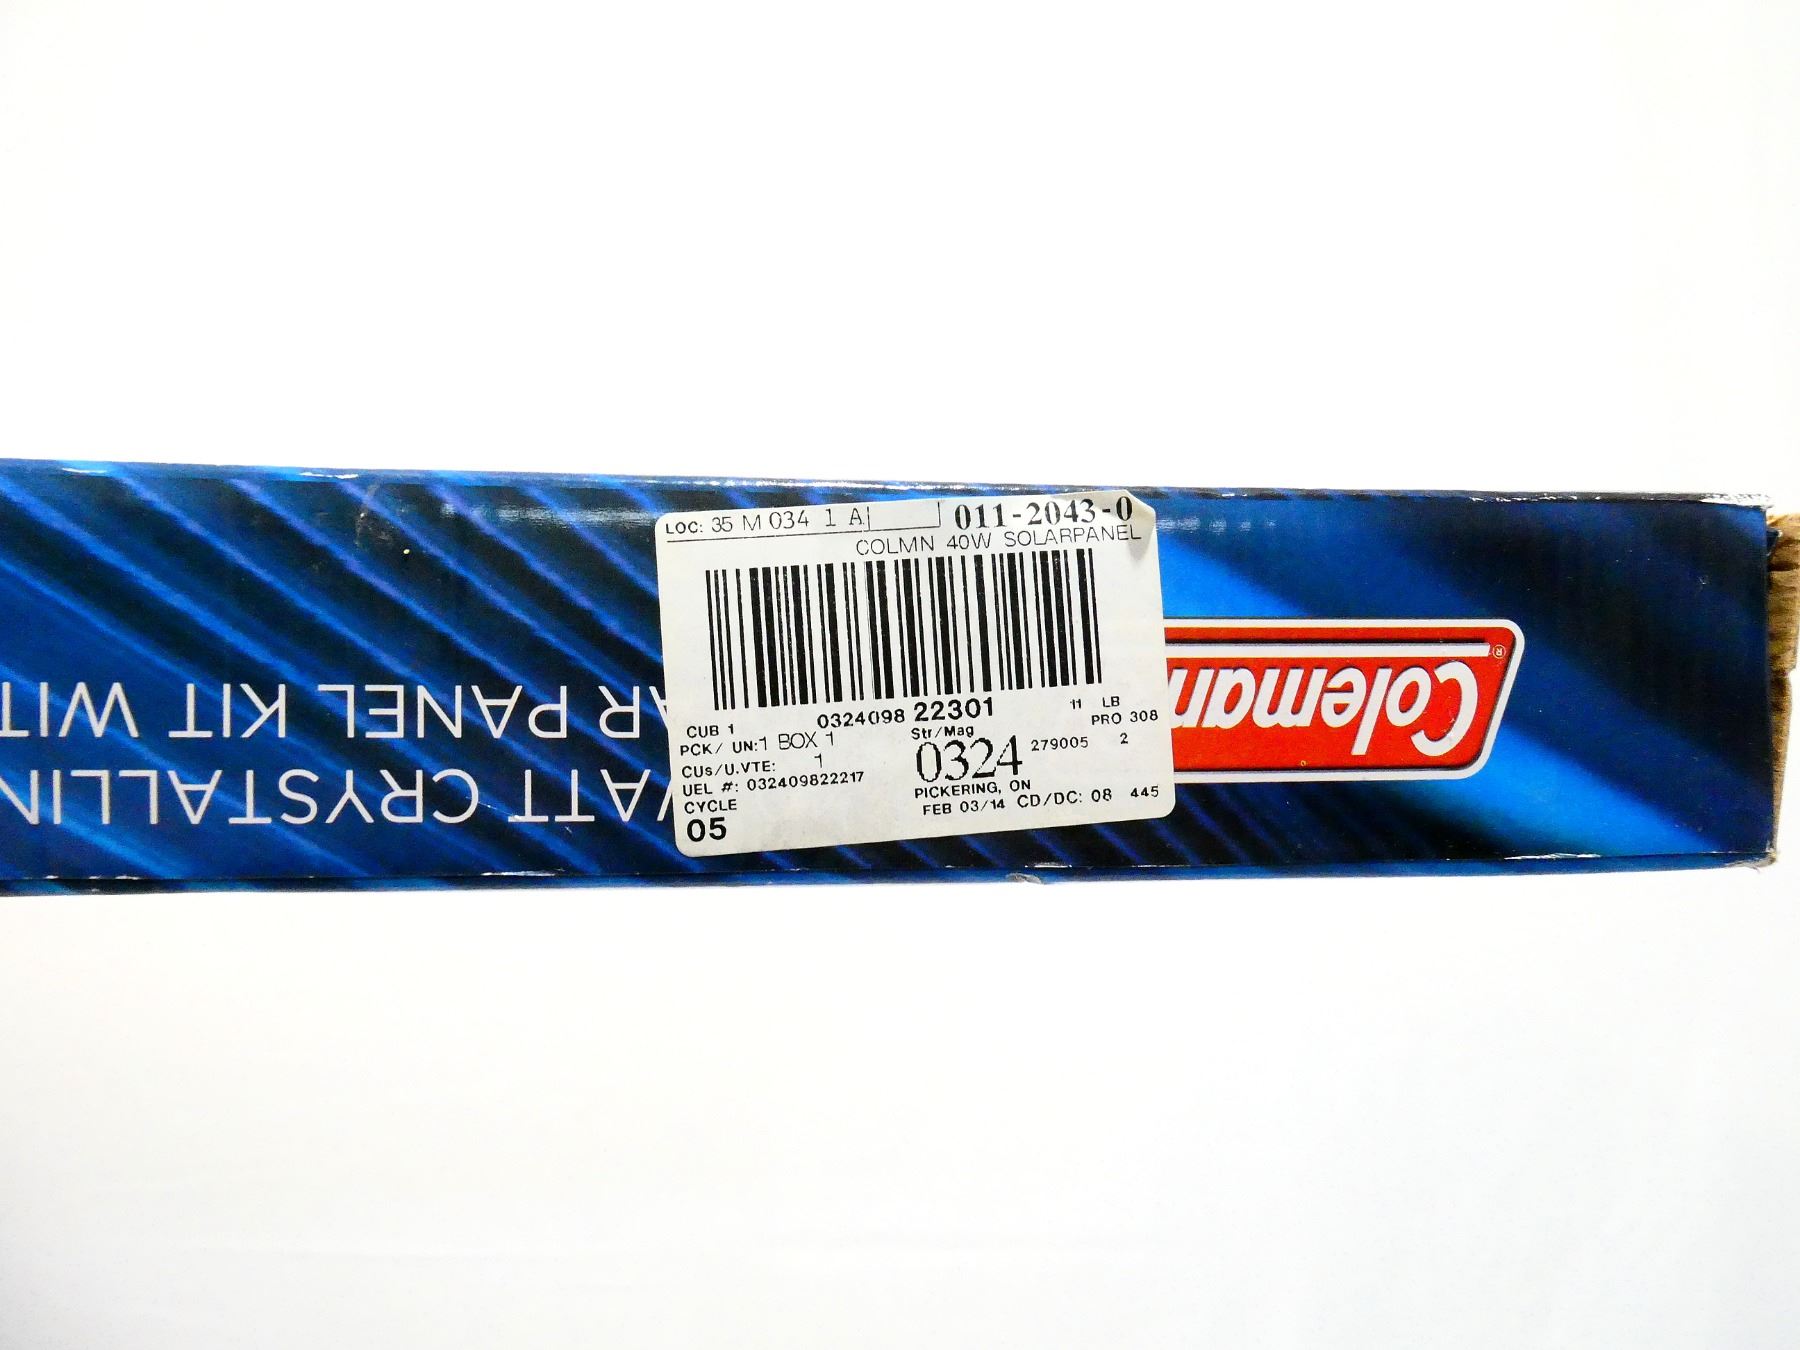 LOC: 35 M 034 1 A
011-2043-0
COLMN 40W SOLARPANEL
CUB 1
0324098 22301
11 LB
PCK/ UN:1 BOX 1
Str/Mag
PRO 308
CUs/U.VTE: 1
0324
279005 2
UEL #: 032409822217
PICKERING, ON
CYCLE
FEB 03/14 CD/DC: 08 445
05
Coleman®
ATT CRYSTALLIN
AR PANEL KIT WIT